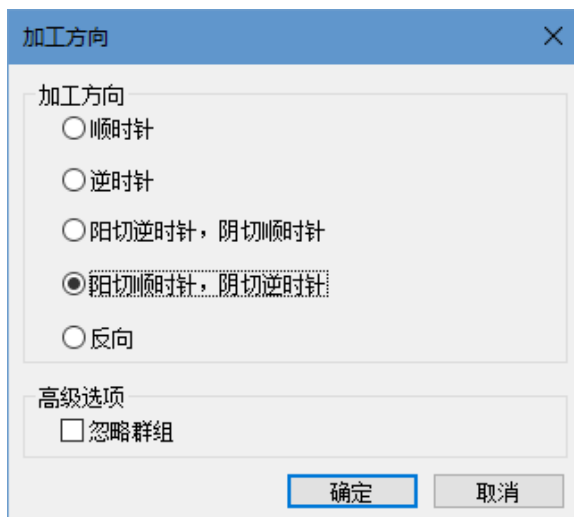 加工方向
加工方向
顺时针
逆时针
阳切逆时针，阴切顺时针
阳切顺时针，阴切逆时针
反向
高级选项
忽略群组
确定
取消